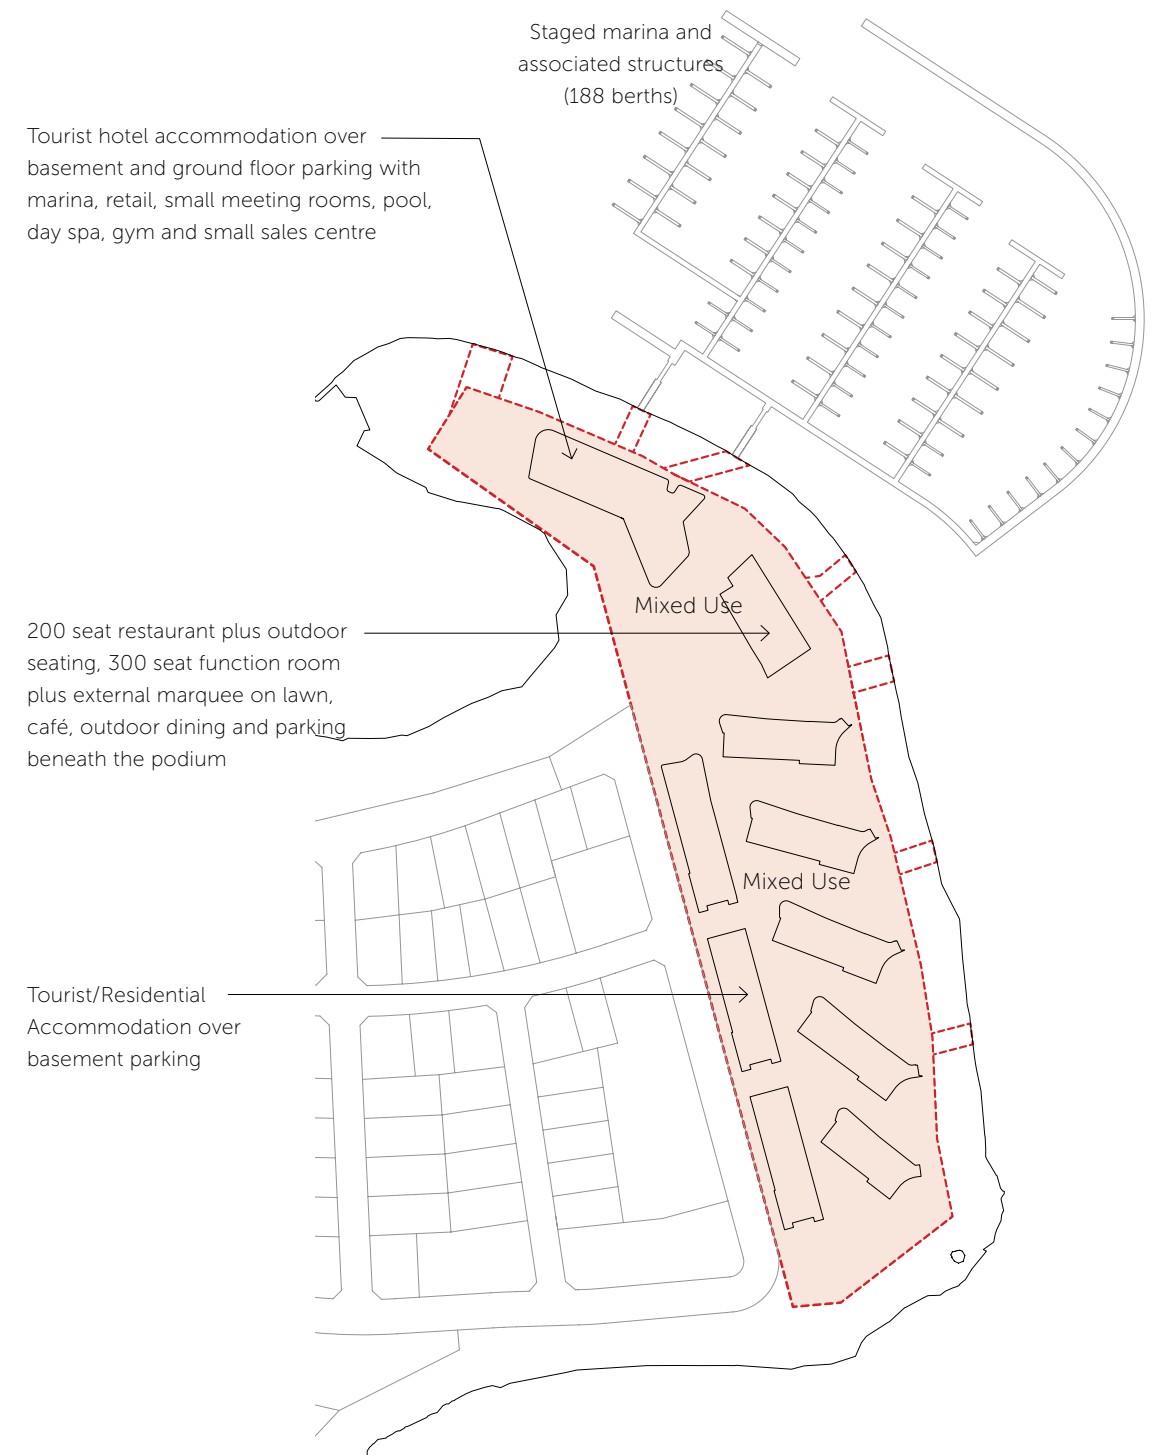 Staged marina and
associated structures
(188 berths)
Tourist hotel accommodation over
basement and ground floor parking with
marina, retail, small meeting rooms, pool,
day spa, gym and small sales centre
Mixed Use
200 seat restaurant plus outdoor
seating, 300 seat function room
plus external marquee on lawn,
café, outdoor dining and parking
beneath the podium
Mixed Use
Tourist/Residential
Accommodation over
basement parking